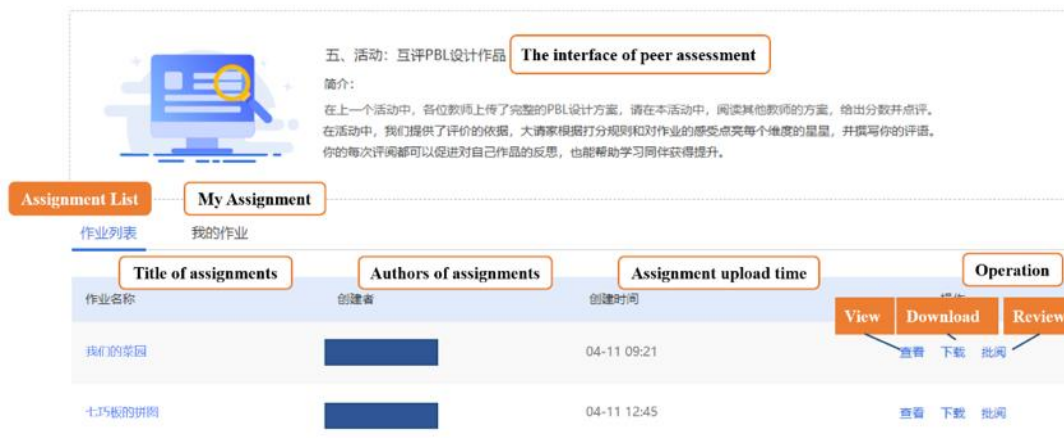 五、活动：互评PBL设计作品 The interface of peer assessment
简介：
在上一个活动中，各位教师上传了完整的PBL设计方案，请在本活动中，阅读其他教师的方案，给出分数并点评。
在活动中，我们提供了评价的依据，大请家根据打分规则和对作业的感受点亮每个维度的星星，并撰写你的评语。
你的每次评阅都可以促进对自己作品的反思，也能帮助学习同伴获得提升。
Assignment List My Assignment
作业列表 我的作业
Title of assignments Authors of assignments Assignment upload time Operation
作业名称 创建者 创建时间
View Download Review
我们的菜园 04-11 09:21 查看 下载 批阅
七巧板的拼图 04-11 12:45 查看 下载 批阅